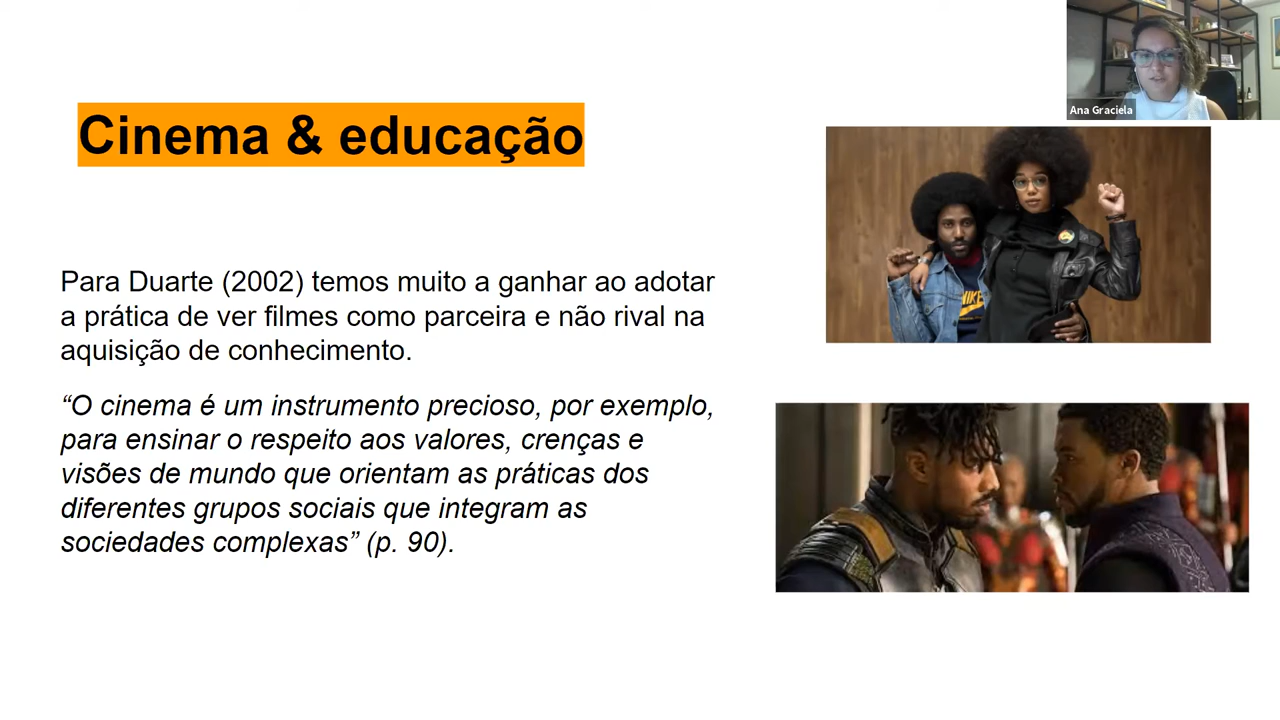 Ana Graciela
Cinema & educação
Para Duarte (2002) temos muito a ganhar ao adotar
a prática de ver filmes como parceira e não rival na
aquisição de conhecimento.
“O cinema é um instrumento precioso, por exemplo,
para ensinar o respeito aos valores, crenças e
visões de mundo que orientam as práticas dos
diferentes grupos sociais que integram as
sociedades complexas” (p. 90).
NIKE